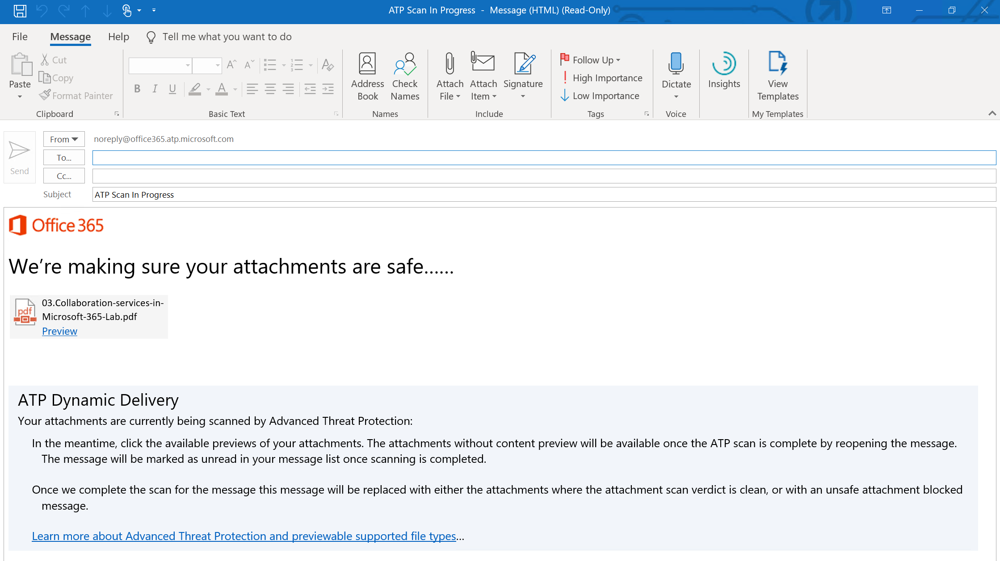 ATP Scan In Progress - Message (HTML) (Read-Only)
File Message Help Tell me what you want to do
Paste
Cut
Copy
Format Painter
Clipboard
B I U A
Basic Text
Address Book
Check Names
Names
Attach File
Attach Item
Signature
Include
Follow Up
High Importance
Low Importance
Tags
Dictate
Voice
Insights
View Templates
My Templates
Send
From noreply@office365.atp.microsoft.com
To...
Cc...
Subject ATP Scan In Progress
Office 365
We’re making sure your attachments are safe......
pdf
03.Collaboration-services-in-
Microsoft-365-Lab.pdf
Preview
ATP Dynamic Delivery
Your attachments are currently being scanned by Advanced Threat Protection:
In the meantime, click the available previews of your attachments. The attachments without content preview will be available once the ATP scan is complete by reopening the message.
The message will be marked as unread in your message list once scanning is completed.
Once we complete the scan for the message this message will be replaced with either the attachments where the attachment scan verdict is clean, or with an unsafe attachment blocked
message.
Learn more about Advanced Threat Protection and previewable supported file types...